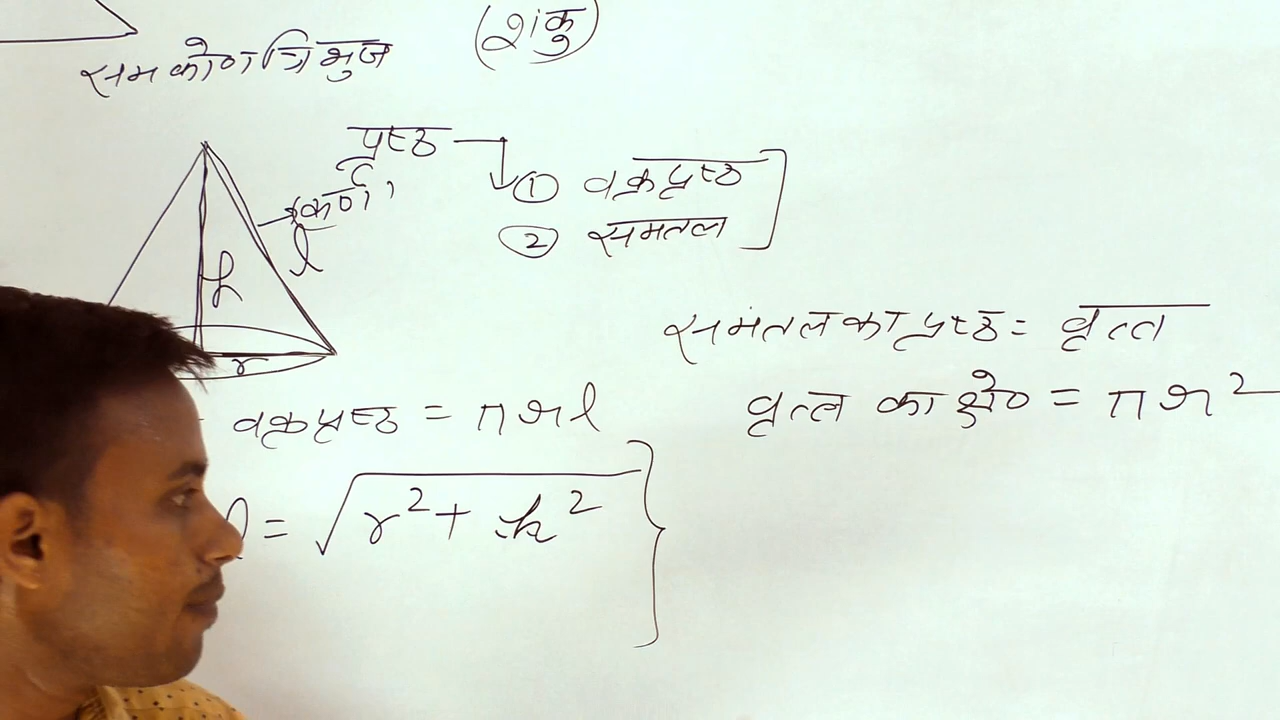 (शंकु)
समकोण त्रिभुज
पृष्ठ
① वक्रपृष्ठ
कर्ण
② समतल
l
h
समतल का पृष्ठ = वृत्त
r
वृत्त का क्षे० = πr²
वक्रपृष्ठ = πrl
l = √r² + h²